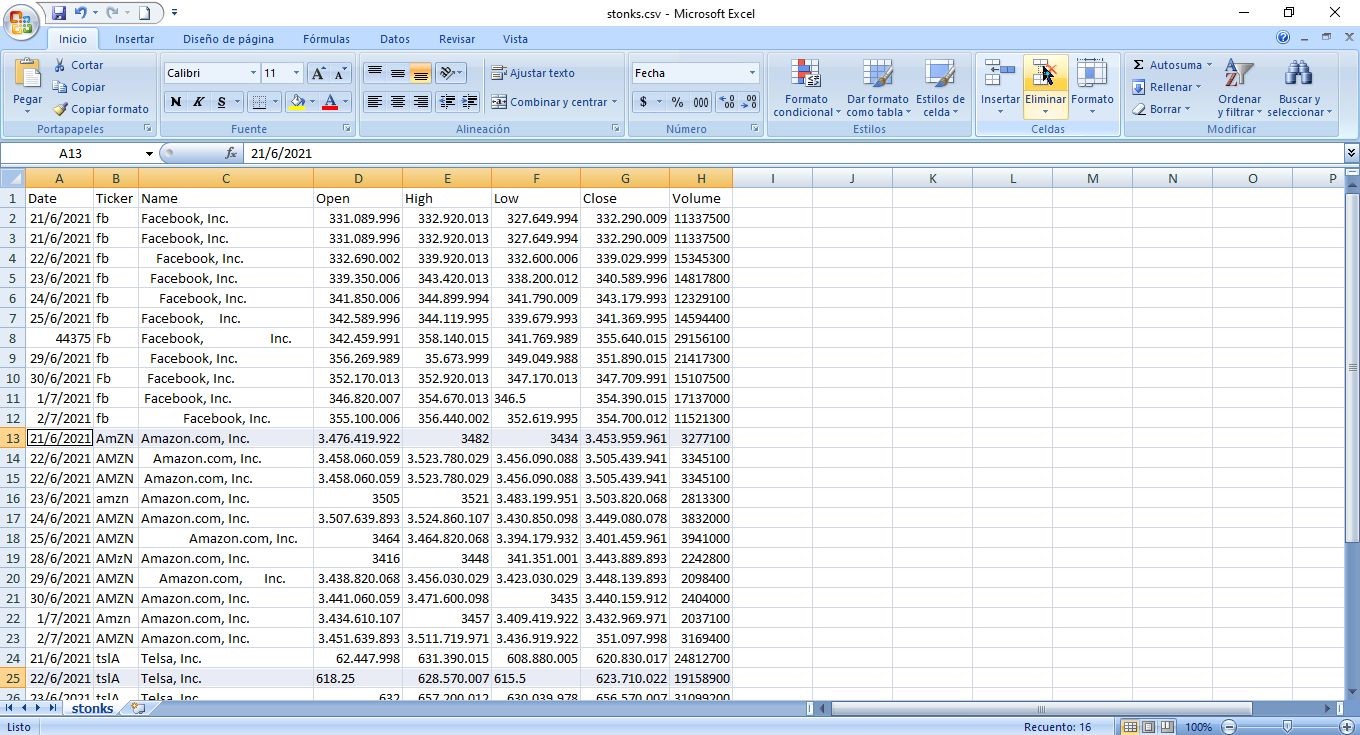 stonks.csv - Microsoft Excel
Inicio Insertar Diseño de página Fórmulas Datos Revisar Vista
Pegar Cortar Copiar Copiar formato
Calibri 11
N K S
Ajustar texto
Combinar y centrar
Fecha
$ % 000
Formato condicional Dar formato como tabla Estilos de celda
Insertar Eliminar Formato
Σ Autosuma Rellenar Borrar
Ordenar y filtrar Buscar y seleccionar
Portapapeles Fuente Alineación Número Estilos Celdas Modificar
A13 fx 21/6/2021
A B C D E F G H I J K L M N O P
1 Date Ticker Name Open High Low Close Volume
2 21/6/2021 fb Facebook, Inc. 331.089.996 332.920.013 327.649.994 332.290.009 11337500
3 21/6/2021 fb Facebook, Inc. 331.089.996 332.920.013 327.649.994 332.290.009 11337500
4 22/6/2021 fb Facebook, Inc. 332.690.002 339.920.013 332.600.006 339.029.999 15345300
5 23/6/2021 fb Facebook, Inc. 339.350.006 343.420.013 338.200.012 340.589.996 14817800
6 24/6/2021 fb Facebook, Inc. 341.850.006 344.899.994 341.790.009 343.179.993 12329100
7 25/6/2021 fb Facebook, Inc. 342.589.996 344.119.995 339.679.993 341.369.995 14594400
8 44375 Fb Facebook, Inc. 342.459.991 358.140.015 341.769.989 355.640.015 29156100
9 29/6/2021 fb Facebook, Inc. 356.269.989 35.673.999 349.049.988 351.890.015 21417300
10 30/6/2021 Fb Facebook, Inc. 352.170.013 352.920.013 347.170.013 347.709.991 15107500
11 1/7/2021 fb Facebook, Inc. 346.820.007 354.670.013 346.5 354.390.015 17137000
12 2/7/2021 fb Facebook, Inc. 355.100.006 356.440.002 352.619.995 354.700.012 11521300
13 21/6/2021 AmZN Amazon.com, Inc. 3.476.419.922 3482 3434 3.453.959.961 3277100
14 22/6/2021 AMZN Amazon.com, Inc. 3.458.060.059 3.523.780.029 3.456.090.088 3.505.439.941 3345100
15 22/6/2021 AMZN Amazon.com, Inc. 3.458.060.059 3.523.780.029 3.456.090.088 3.505.439.941 3345100
16 23/6/2021 amzn Amazon.com, Inc. 3505 3521 3.483.199.951 3.503.820.068 2813300
17 24/6/2021 AMZN Amazon.com, Inc. 3.507.639.893 3.524.860.107 3.430.850.098 3.449.080.078 3832000
18 25/6/2021 AMZN Amazon.com, Inc. 3464 3.464.820.068 3.394.179.932 3.401.459.961 3941000
19 28/6/2021 AMzN Amazon.com, Inc. 3416 3448 341.351.001 3.443.889.893 2242800
20 29/6/2021 AMZN Amazon.com, Inc. 3.438.820.068 3.456.030.029 3.423.030.029 3.448.139.893 2098400
21 30/6/2021 AMZN Amazon.com, Inc. 3.441.060.059 3.471.600.098 3435 3.440.159.912 2404000
22 1/7/2021 Amzn Amazon.com, Inc. 3.434.610.107 3457 3.409.419.922 3.432.969.971 2037100
23 2/7/2021 AMZN Amazon.com, Inc. 3.451.639.893 3.511.719.971 3.436.919.922 351.097.998 3169400
24 21/6/2021 tslA Telsa, Inc. 62.447.998 631.390.015 608.880.005 620.830.017 24812700
25 22/6/2021 tslA Telsa, Inc. 618.25 628.570.007 615.5 623.710.022 19158900
26 23/6/2021 tslA Telsa, Inc. 632 657.200.012 630.039.978 656.570.007 31099200
stonks
Listo Recuento: 16 100%